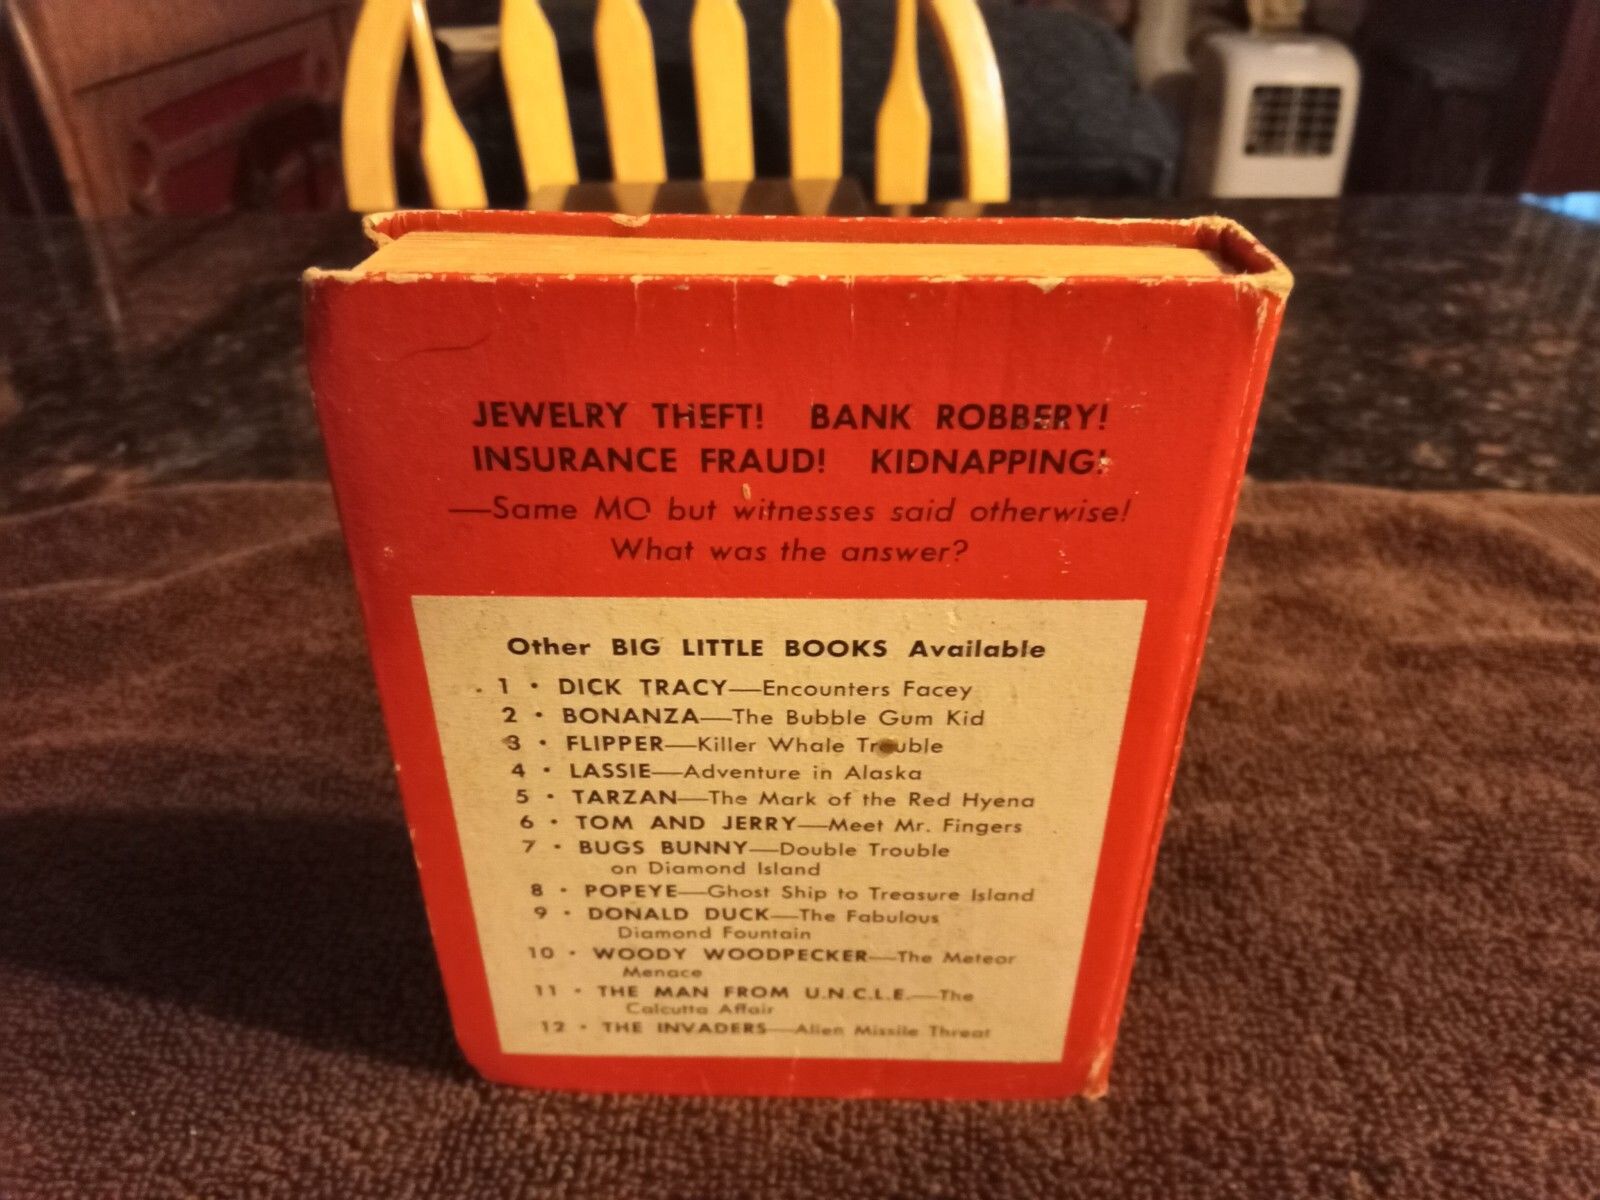 JEWELRY THEFT! BANK ROBBERY!
INSURANCE FRAUD! KIDNAPPING!
—Same MO but witnesses said otherwise!
What was the answer?
Other BIG LITTLE BOOKS Available
1 • DICK TRACY—Encounters Facey
2 • BONANZA—The Bubble Gum Kid
3 • FLIPPER—Killer Whale Trouble
4 • LASSIE—Adventure in Alaska
5 • TARZAN—The Mark of the Red Hyena
6 • TOM AND JERRY—Meet Mr. Fingers
7 • BUGS BUNNY—Double Trouble
on Diamond Island
8 • POPEYE—Ghost Ship to Treasure Island
9 • DONALD DUCK—The Fabulous
Diamond Fountain
10 • WOODY WOODPECKER—The Meteor
Menace
11 • THE MAN FROM U.N.C.L.E.—The
Calcutta Affair
12 • THE INVADERS—Alien Missile Threat